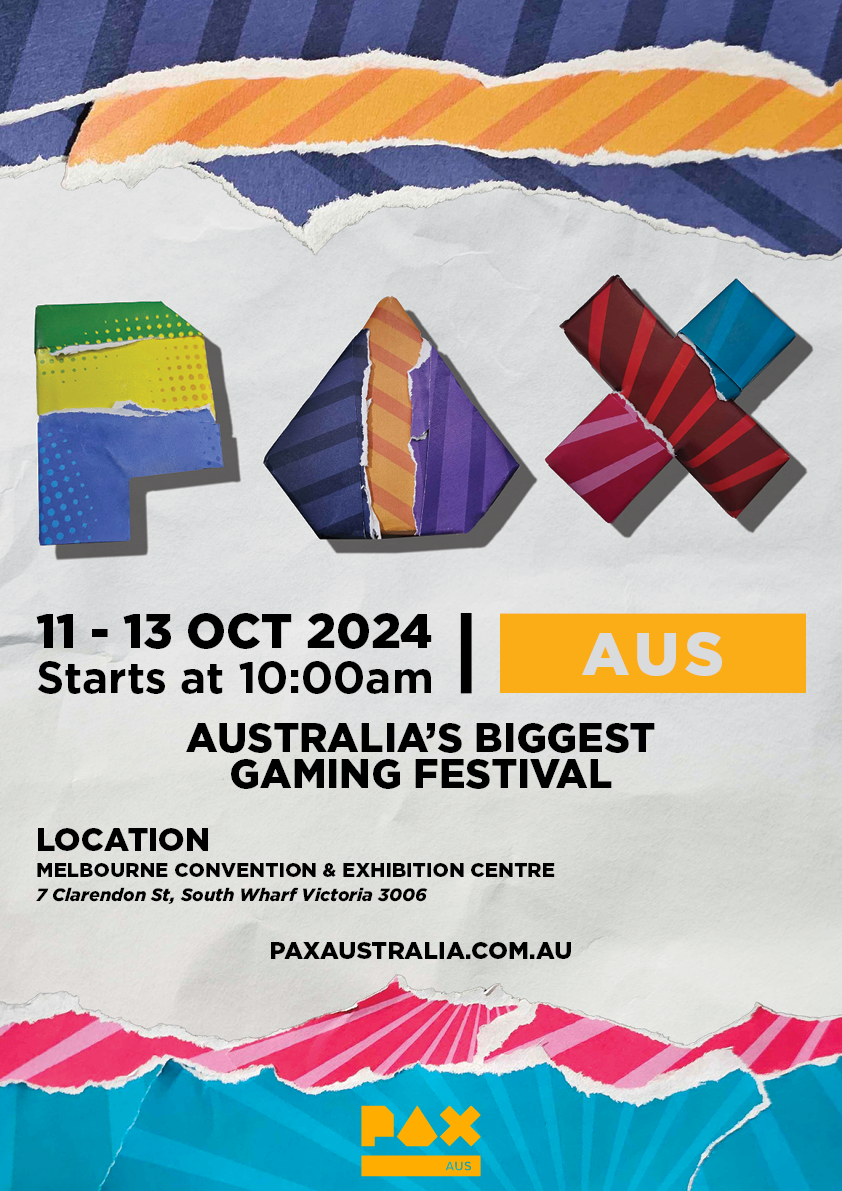 PAX
11 - 13 OCT 2024
Starts at 10:00am
AUS
AUSTRALIA'S BIGGEST
GAMING FESTIVAL
LOCATION
MELBOURNE CONVENTION & EXHIBITION CENTRE
7 Clarendon St, South Wharf Victoria 3006
PAXAUSTRALIA.COM.AU
PAX
AUS